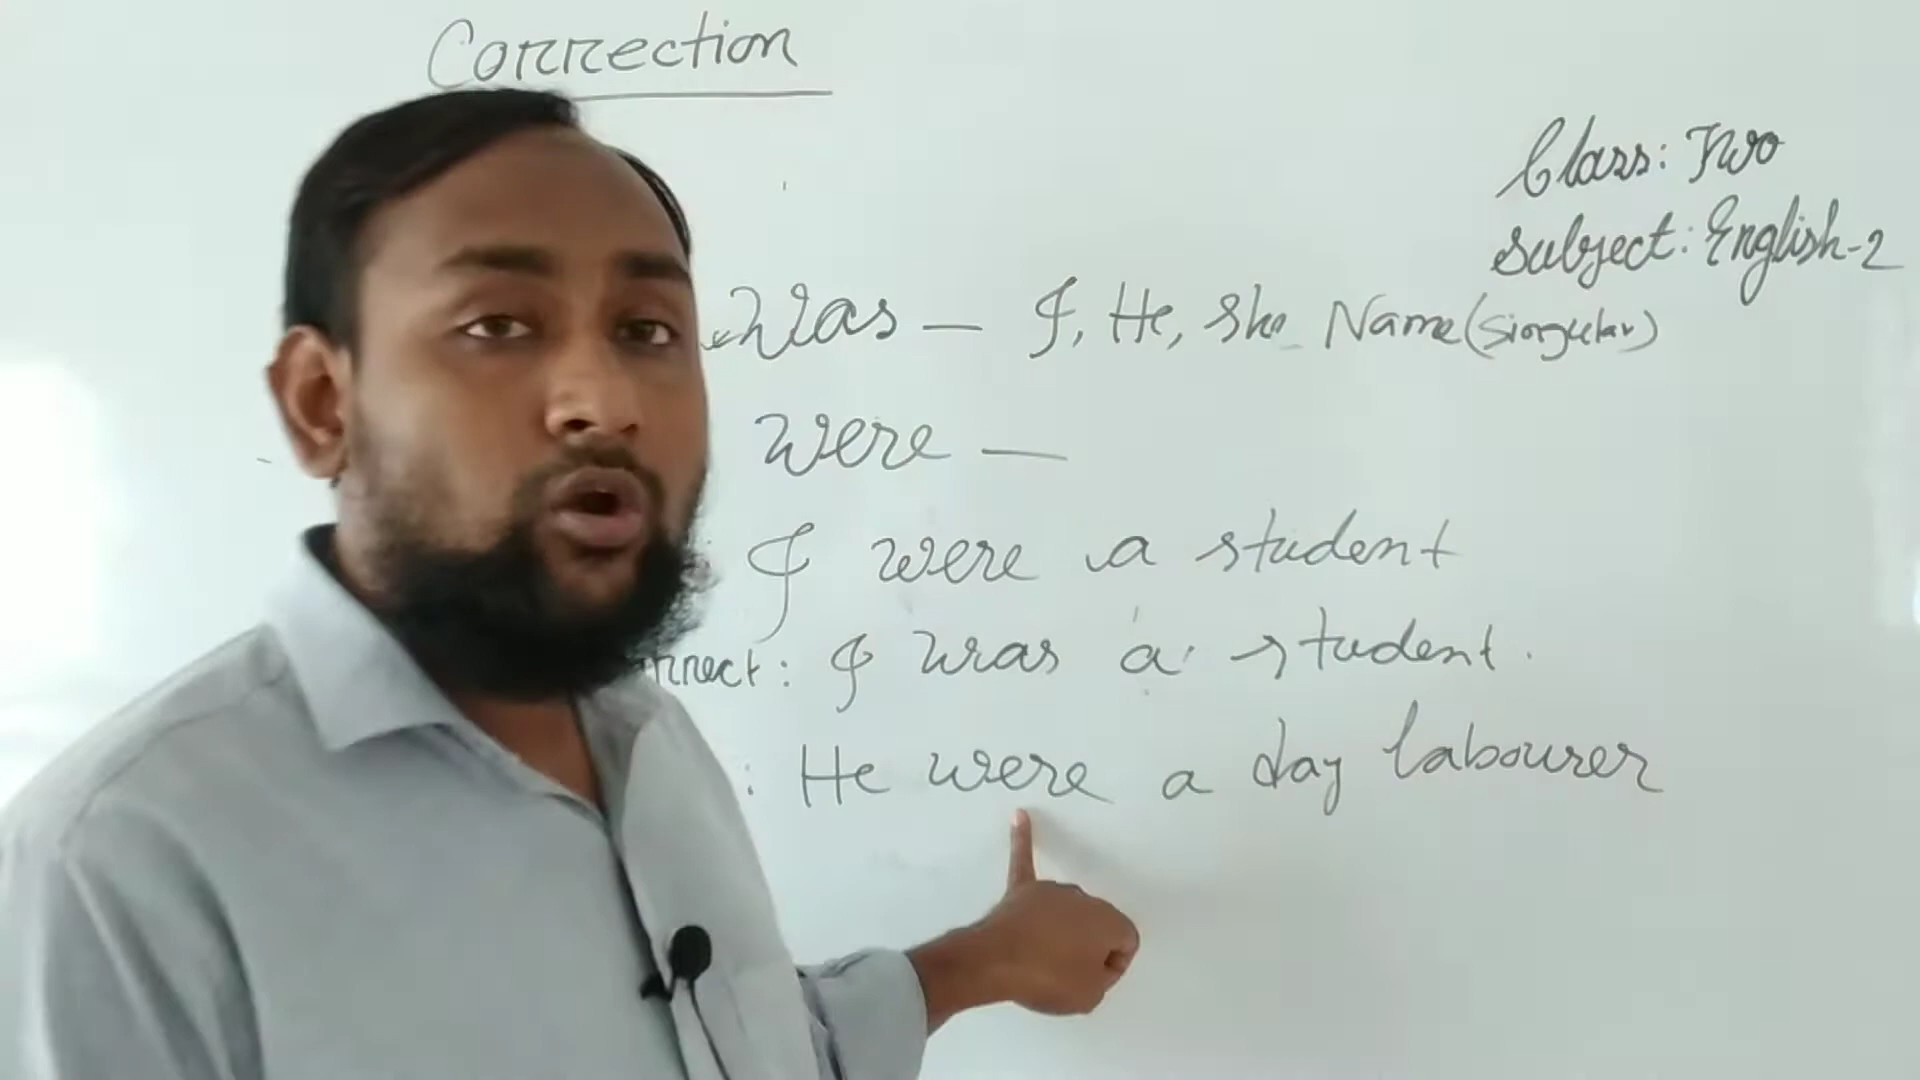 Correction
Class: Two
Subject: English-2
Was — I, He, She Name (Singular)
Were —
I were a student
: I was a student.
: He were a day labourer